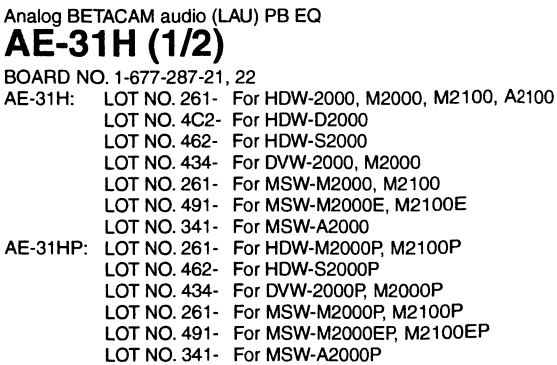 Analog BETACAM audio (LAU) PB EQ
AE-31H (1/2)
BOARD NO. 1-677-287-21, 22
AE-31H: LOT NO. 261- For HDW-2000, M2000, M2100, A2100
LOT NO. 4C2- For HDW-D2000
LOT NO. 462- For HDW-S2000
LOT NO. 434- For DVW-2000, M2000
LOT NO. 261- For MSW-M2000, M2100
LOT NO. 491- For MSW-M2000E, M2100E
LOT NO. 341- For MSW-A2000
AE-31HP: LOT NO. 261- For HDW-M2000P, M2100P
LOT NO. 462- For HDW-S2000P
LOT NO. 434- For DVW-2000P, M2000P
LOT NO. 261- For MSW-M2000P, M2100P
LOT NO. 491- For MSW-M2000EP, M2100EP
LOT NO. 341- For MSW-A2000P